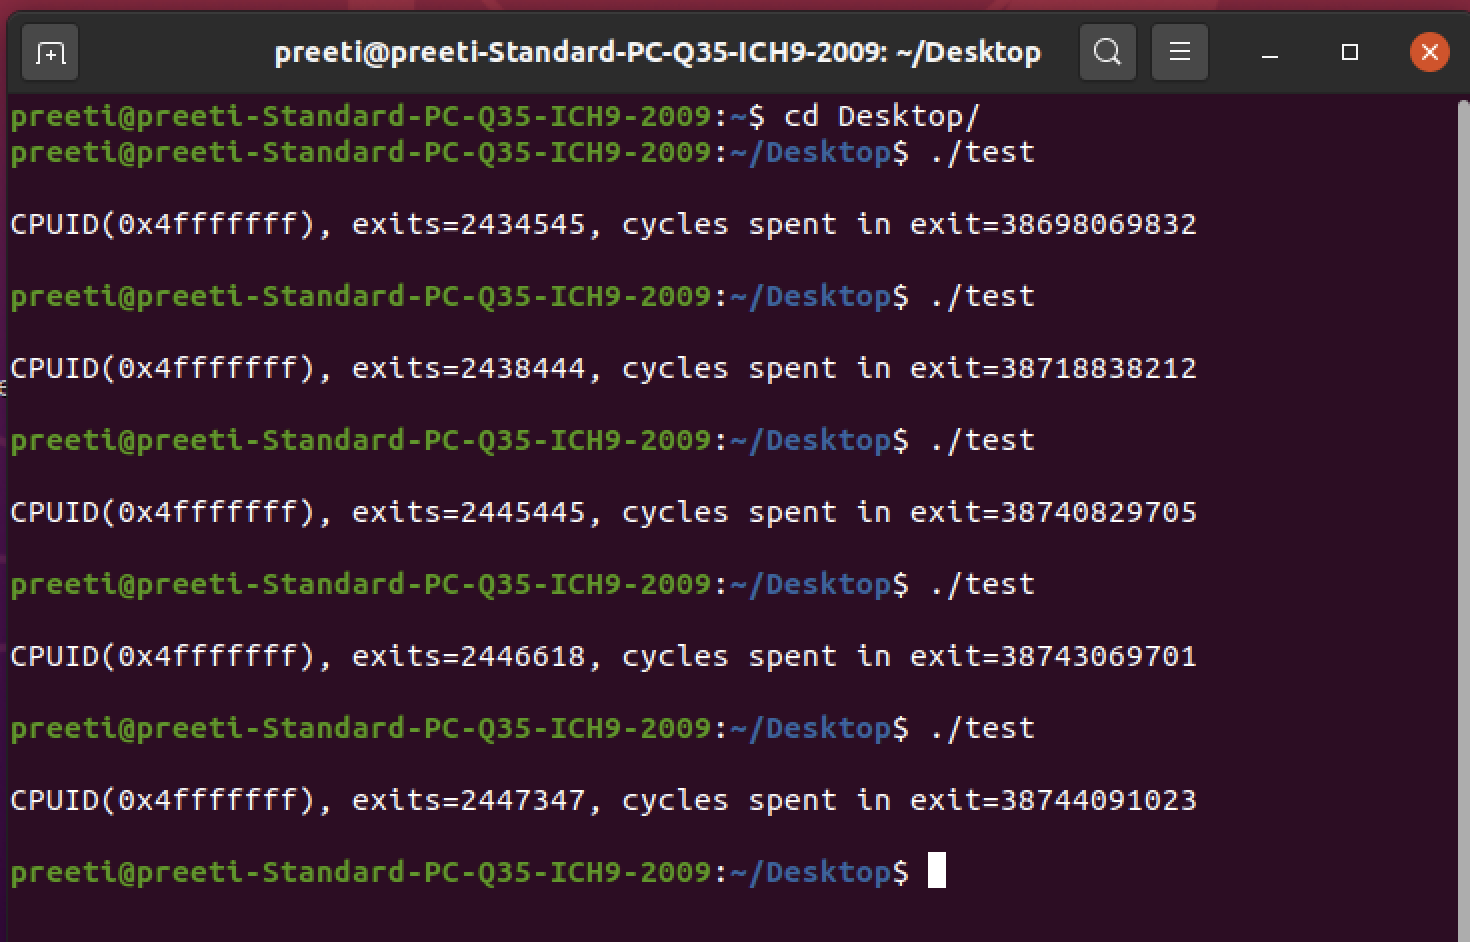 preeti@preeti-Standard-PC-Q35-ICH9-2009: ~/Desktop
preeti@preeti-Standard-PC-Q35-ICH9-2009:~$ cd Desktop/
preeti@preeti-Standard-PC-Q35-ICH9-2009:~/Desktop$ ./test
CPUID(0x4fffffff), exits=2434545, cycles spent in exit=38698069832
preeti@preeti-Standard-PC-Q35-ICH9-2009:~/Desktop$ ./test
CPUID(0x4fffffff), exits=2438444, cycles spent in exit=38718838212
preeti@preeti-Standard-PC-Q35-ICH9-2009:~/Desktop$ ./test
CPUID(0x4fffffff), exits=2445445, cycles spent in exit=38740829705
preeti@preeti-Standard-PC-Q35-ICH9-2009:~/Desktop$ ./test
CPUID(0x4fffffff), exits=2446618, cycles spent in exit=38743069701
preeti@preeti-Standard-PC-Q35-ICH9-2009:~/Desktop$ ./test
CPUID(0x4fffffff), exits=2447347, cycles spent in exit=38744091023
preeti@preeti-Standard-PC-Q35-ICH9-2009:~/Desktop$